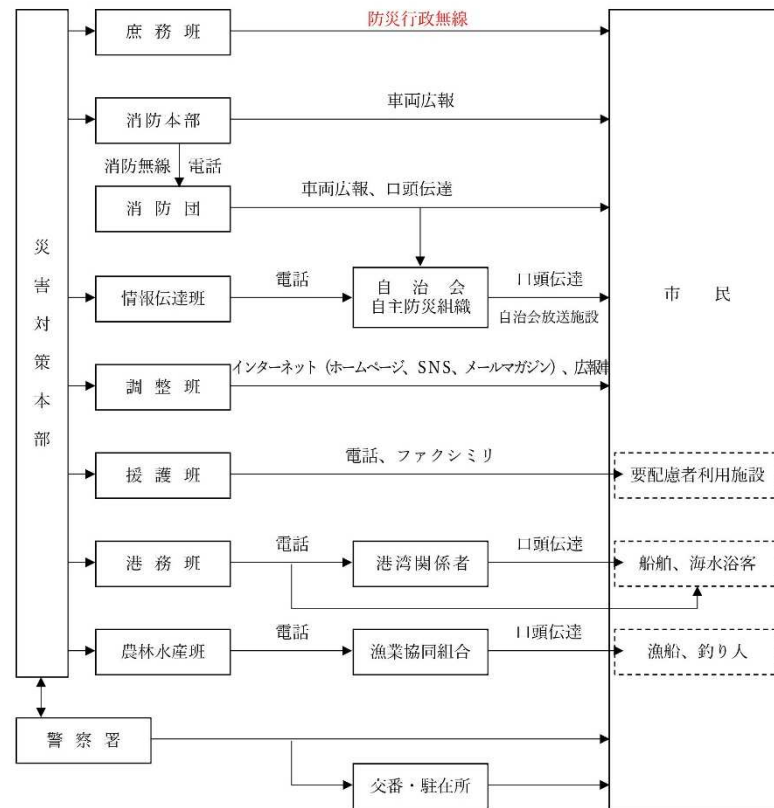 庶務班
防災行政無線
消防本部
車両広報
消防無線 電話
消防団
車両広報、口頭伝達
災害対策本部
情報伝達班
電話
自治会
自主防災組織
口頭伝達
自治会放送施設
市民
調整班
インターネット（ホームページ、SNS、メールマガジン）、広報車
援護班
電話、ファクシミリ
要配慮者利用施設
港務班
電話
港湾関係者
口頭伝達
船舶、海水浴客
農林水産班
電話
漁業協同組合
口頭伝達
漁船、釣り人
警察署
交番・駐在所